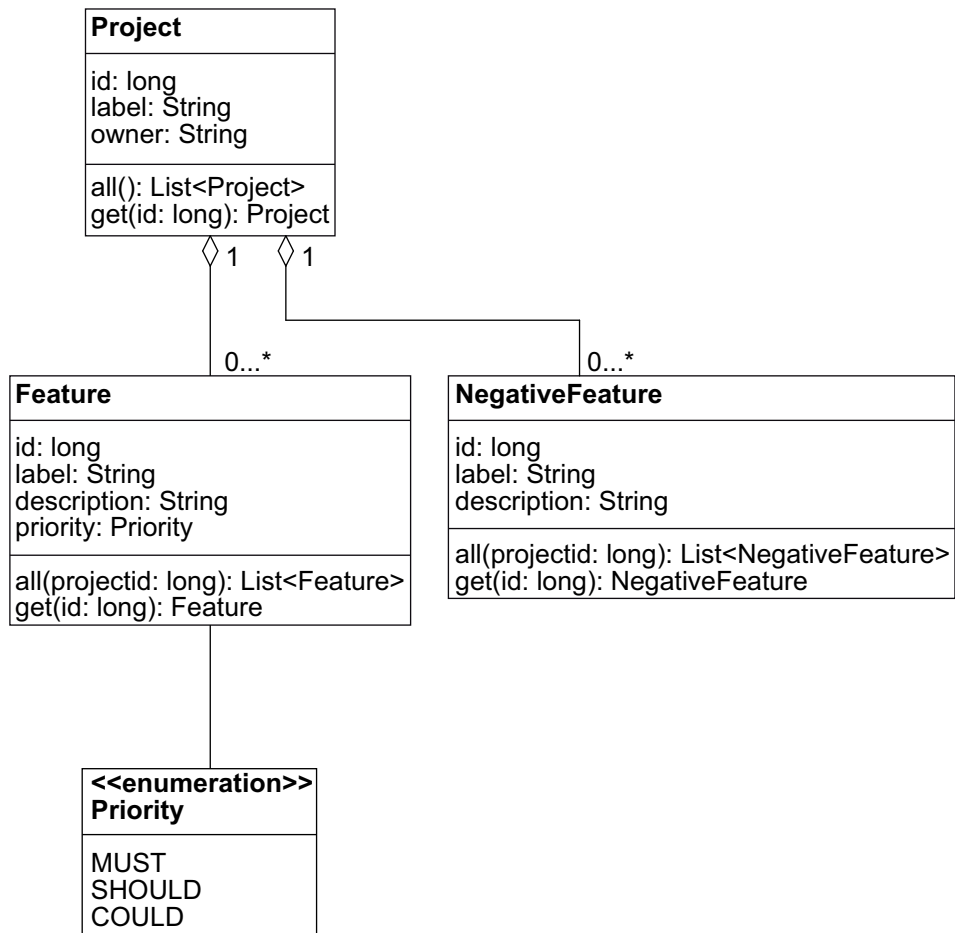 Project
id: long
label: String
owner: String
all(): List<Project>
get(id: long): Project
1
1
0...*
0...*
Feature
id: long
label: String
description: String
priority: Priority
all(projectid: long): List<Feature>
get(id: long): Feature
NegativeFeature
id: long
label: String
description: String
all(projectid: long): List<NegativeFeature>
get(id: long): NegativeFeature
<<enumeration>>
Priority
MUST
SHOULD
COULD